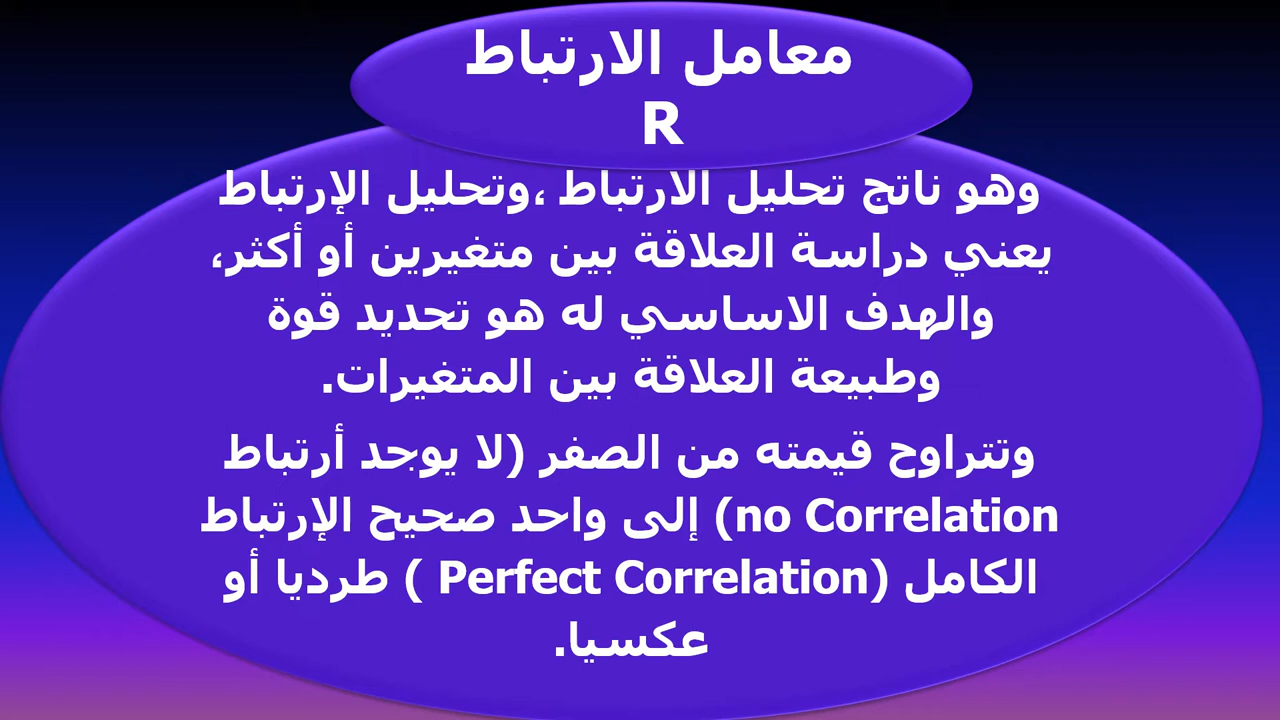 معامل الارتباط
R
وهو ناتج تحليل الارتباط ،وتحليل الإرتباط
يعني دراسة العلاقة بين متغيرين أو أكثر،
والهدف الاساسي له هو تحديد قوة
وطبيعة العلاقة بين المتغيرات.
وتتراوح قيمته من الصفر (لا يوجد أرتباط
no Correlation) إلى واحد صحيح الإرتباط
الكامل (Perfect Correlation ) طرديا أو
عكسيا.